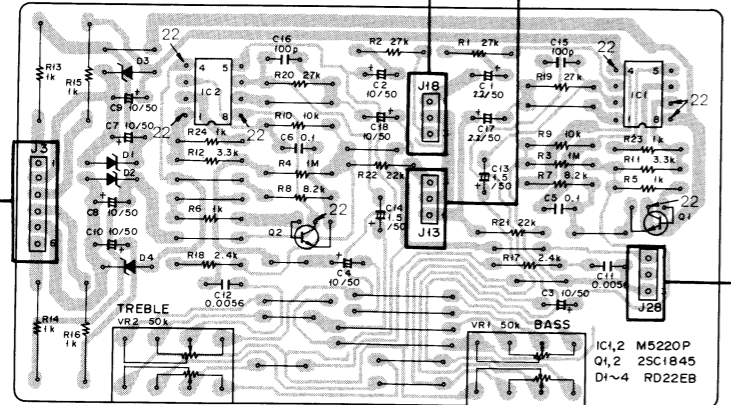 R13
1k
R15
1k
D3
22
4 5
IC2
1 8
22
22
C16
100p
R20 27k
R2 27k
R1 27k
C15
100p
22
4 5
IC1
1 8
22
C9 10/50
C7 10/50
C2
10/50
J18
C1
22/50
R19 27k
R10 10k
C6 0.1
C18
10/50
C17
22/50
R24 1k
R12 3.3k
R9 10k
R3 1M
R7 8.2k
R23 1k
R11 3.3k
R5 1k
J3
1
6
D1
D2
R4 1M
R22 22k
C13
1.5
/50
C8 10/50
R8 8.2k
J13
C5 0.1
22
Q1
R6 1k
22
Q2
C14
1.5
/50
R21 22k
C10 10/50
D4
R18 2.4k
C4
10/50
R17 2.4k
C11
0.0056
J28
C12
0.0056
C3 10/50
R14
1k
R16
1k
TREBLE
VR2 50k
VR1 50k BASS
IC1,2 M5220P
Q1,2 2SC1845
D1~4 RD22EB